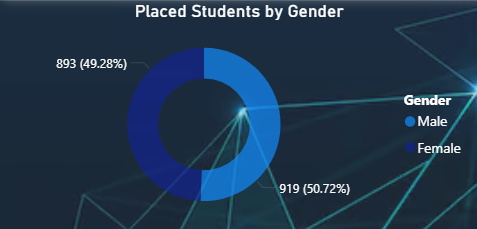 Placed Students by Gender
893 (49.28%)
Gender
Male
Female
919 (50.72%)